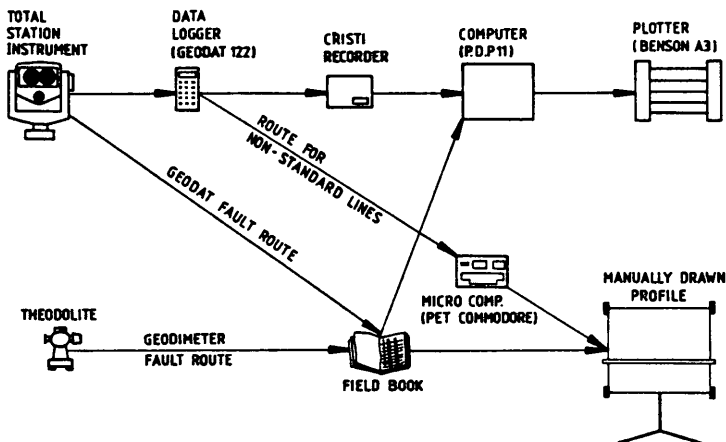 TOTAL
STATION
INSTRUMENT
DATA
LOGGER
(GEODAT 122)
CRISTI
RECORDER
COMPUTER
(P.D.P11)
PLOTTER
(BENSON A3)
ROUTE FOR
NON-STANDARD LINES
GEODAT FAULT ROUTE
MICRO COMP.
(PET COMMODORE)
MANUALLY DRAWN
PROFILE
THEODOLITE
GEODIMETER
FAULT ROUTE
FIELD BOOK